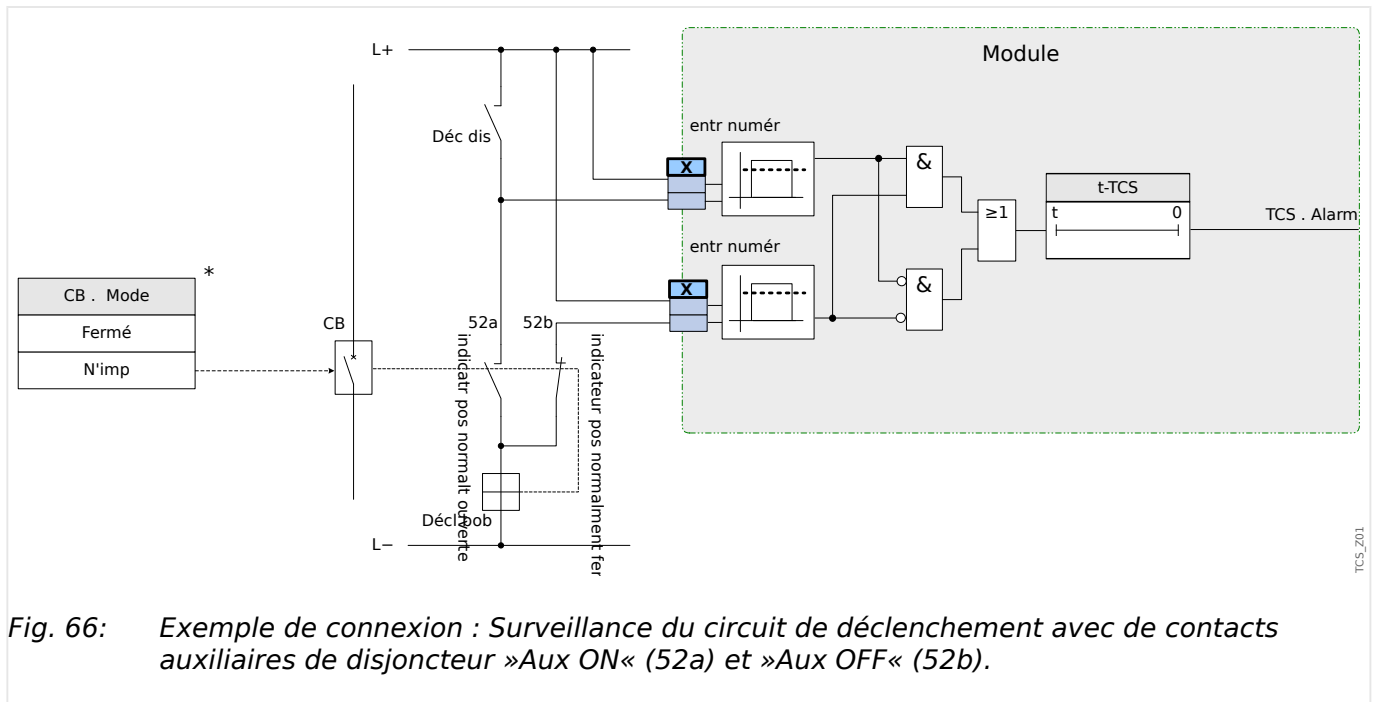 L+
Module
entr numér
Déc dis
X
&
t-TCS
t 0
≥1
TCS . Alarm
entr numér
*
X
&
CB . Mode
Fermé
N'imp
CB
52a
52b
indicatr pos normalt ouverte
indicateur pos normalment fer
Décl bob
L−
TCS_Z01
Fig. 66: Exemple de connexion : Surveillance du circuit de déclenchement avec de contacts
auxiliaires de disjoncteur »Aux ON« (52a) et »Aux OFF« (52b).